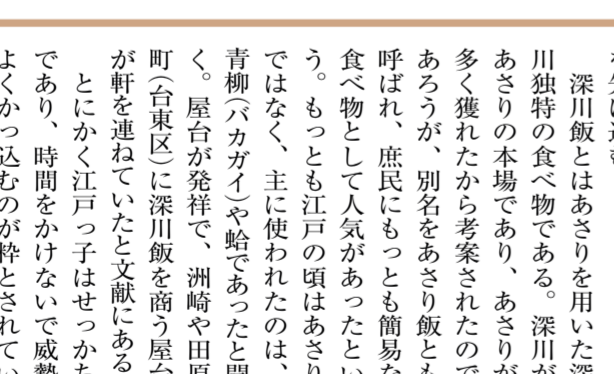 深川飯とはあさりを用いた深
川独特の食べ物である。深川が
あさりの本場であり、あさりが
多く獲れたから考案されたので
あろうが、別名をあさり飯とも
呼ばれ、庶民にもっとも簡易な
食べ物として人気があったとい
う。もっとも江戸の頃はあさり
ではなく、主に使われたのは、
青柳(バカガイ)や蛤であったと聞
く。屋台が発祥で、洲崎や田原
町(台東区)に深川飯を商う屋台
が軒を連ねていたと文献にある
とにかく江戸っ子はせっかち
であり、時間をかけないで威勢
よくかっ込むのが粋とされてい